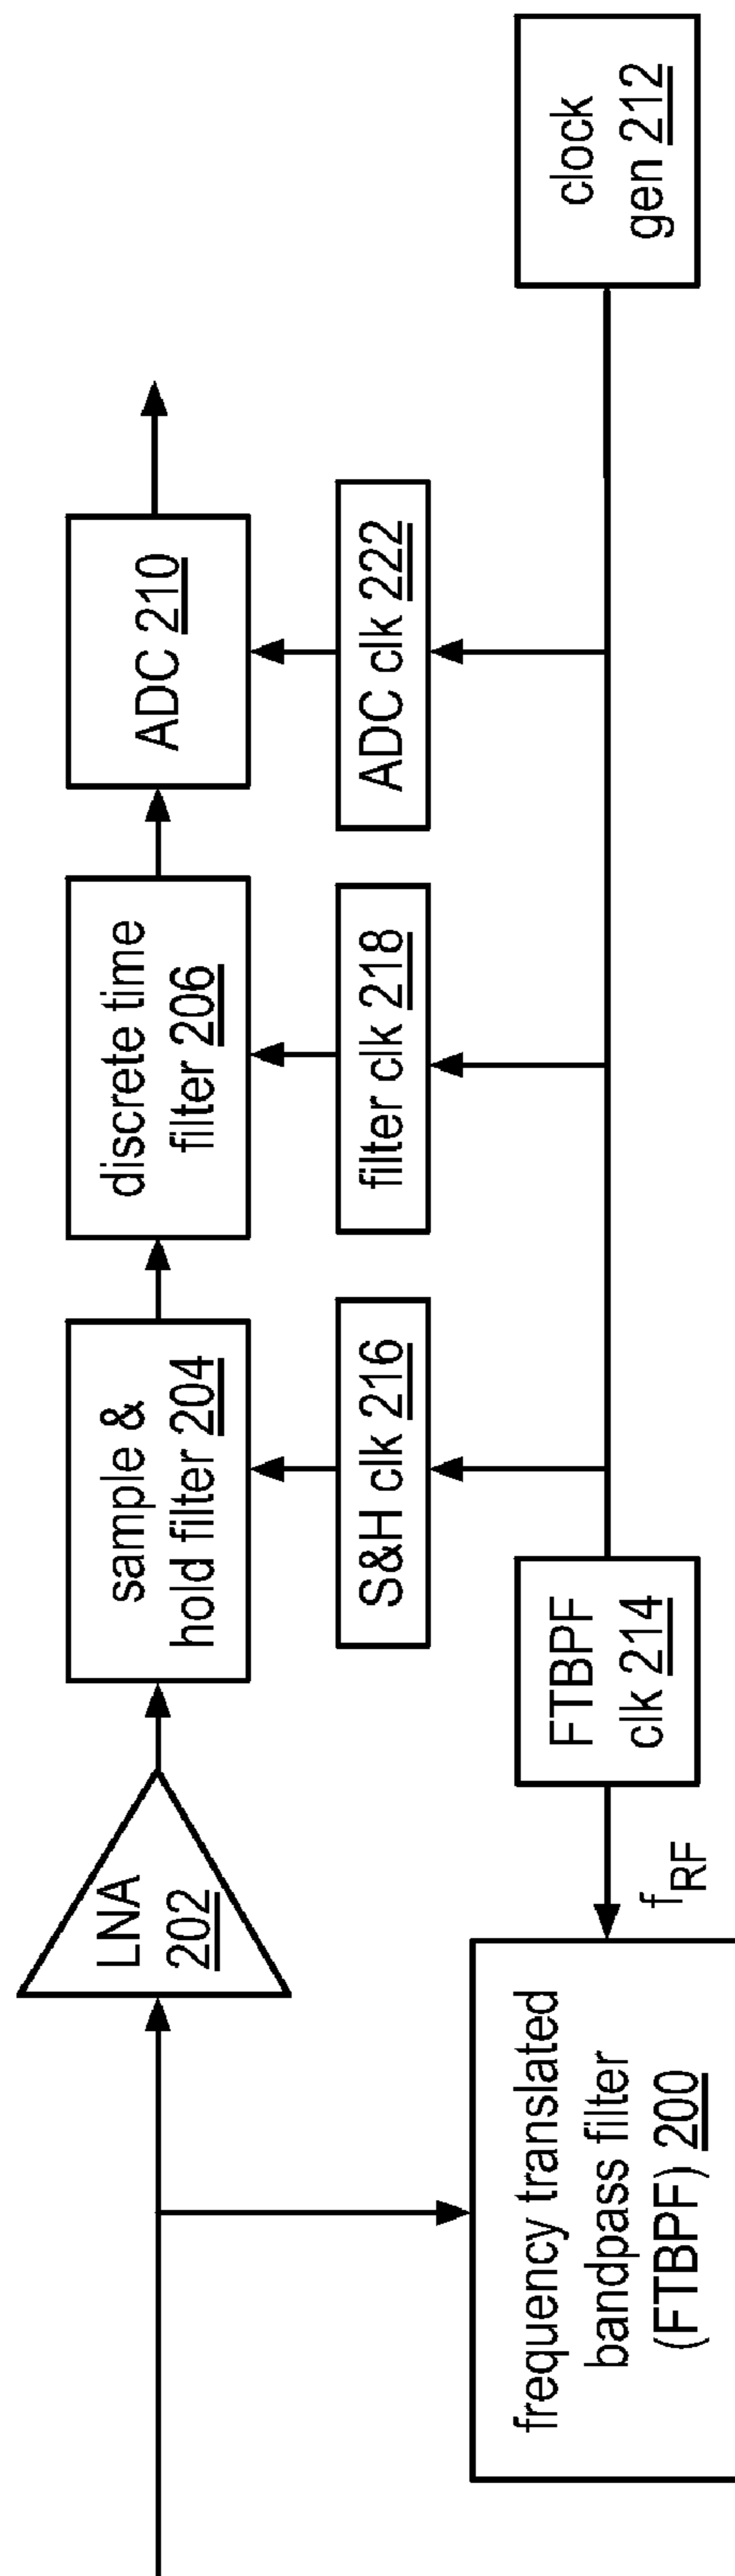 LNA
202
sample &
hold filter 204
discrete time
filter 206
ADC 210
S&H clk 216
filter clk 218
ADC clk 222
frequency translated
bandpass filter
(FTBPF) 200
fRF
FTBPF
clk 214
clock
gen 212